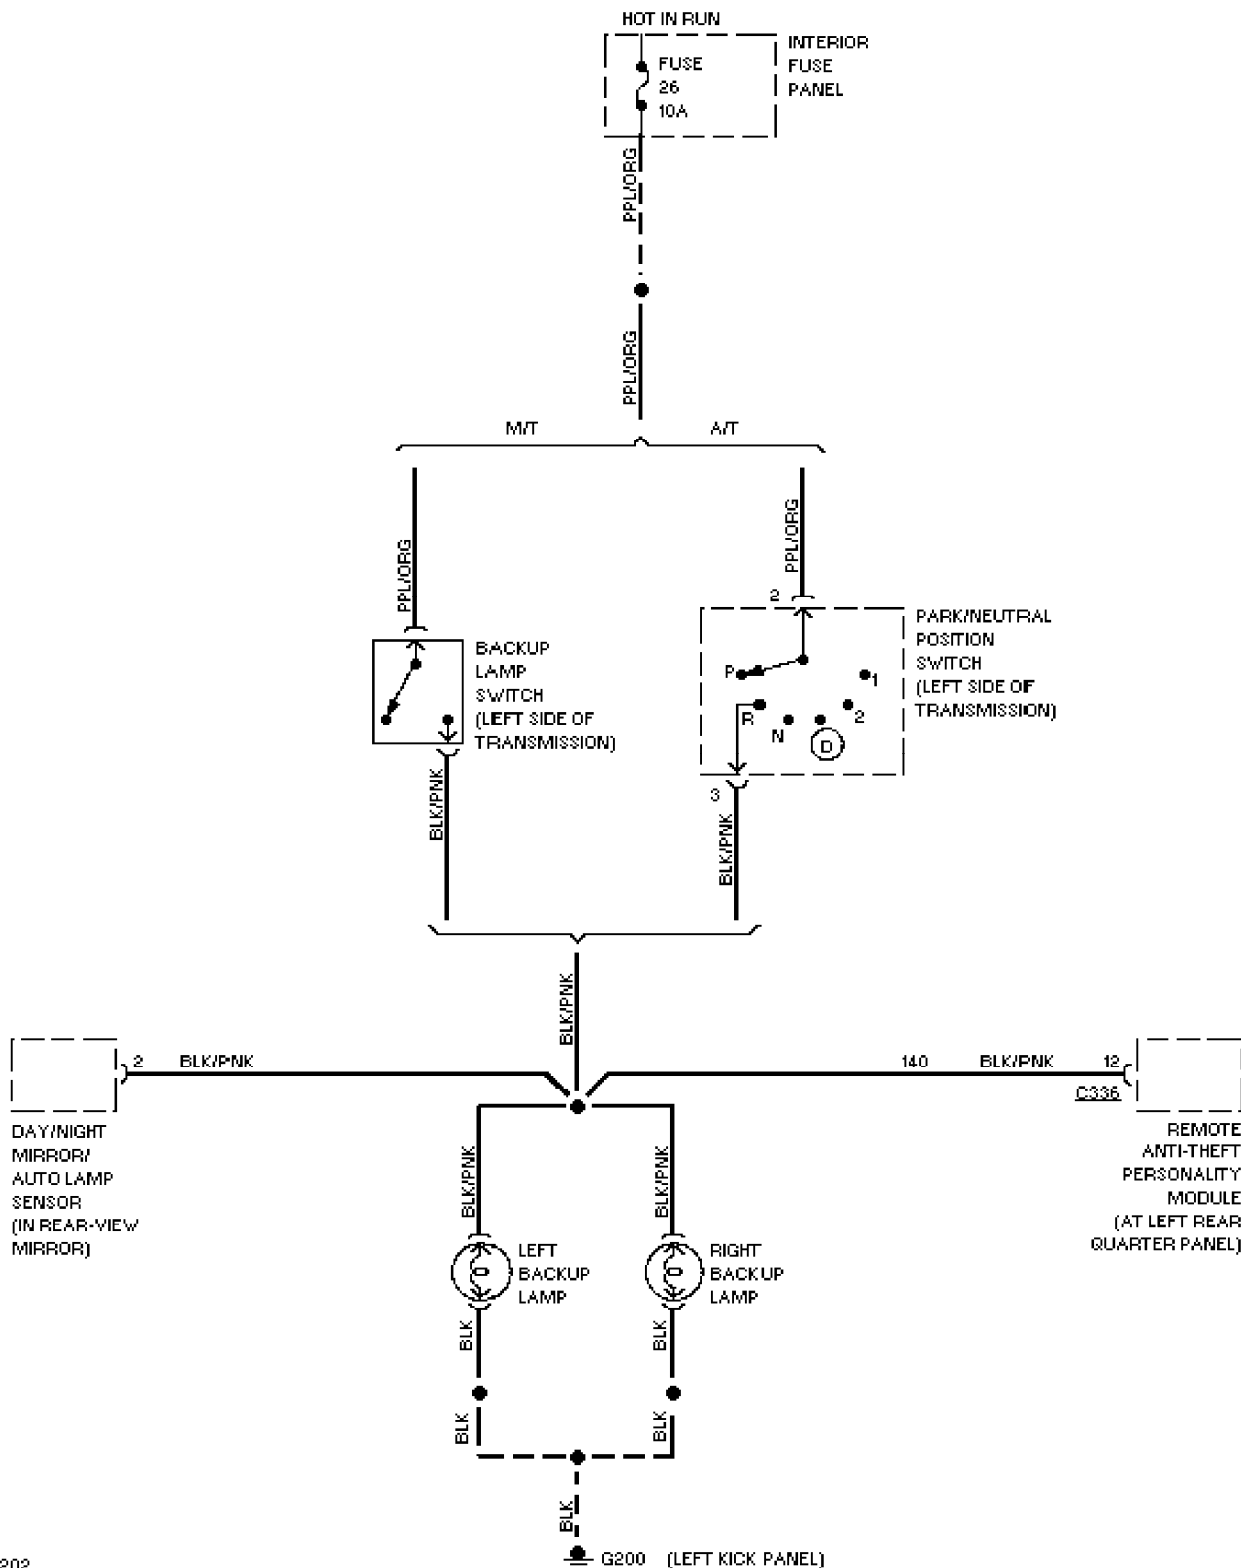 HOT IN RUN
INTERIOR
FUSE
PANEL
FUSE
26
10A
PPL/ORG
PPL/ORG
M/T
A/T
PPL/ORG
PPL/ORG
2
BACKUP
LAMP
SWITCH
(LEFT SIDE OF
TRANSMISSION)
PARK/NEUTRAL
POSITION
SWITCH
(LEFT SIDE OF
TRANSMISSION)
P
R
N
D
2
1
3
BLK/PNK
BLK/PNK
BLK/PNK
2
BLK/PNK
140
BLK/PNK
12
C336
DAY/NIGHT
MIRROR/
AUTO LAMP
SENSOR
(IN REAR-VIEW
MIRROR)
REMOTE
ANTI-THEFT
PERSONALITY
MODULE
(AT LEFT REAR
QUARTER PANEL)
BLK/PNK
BLK/PNK
LEFT
BACKUP
LAMP
RIGHT
BACKUP
LAMP
BLK
BLK
BLK
BLK
BLK
G200 (LEFT KICK PANEL)